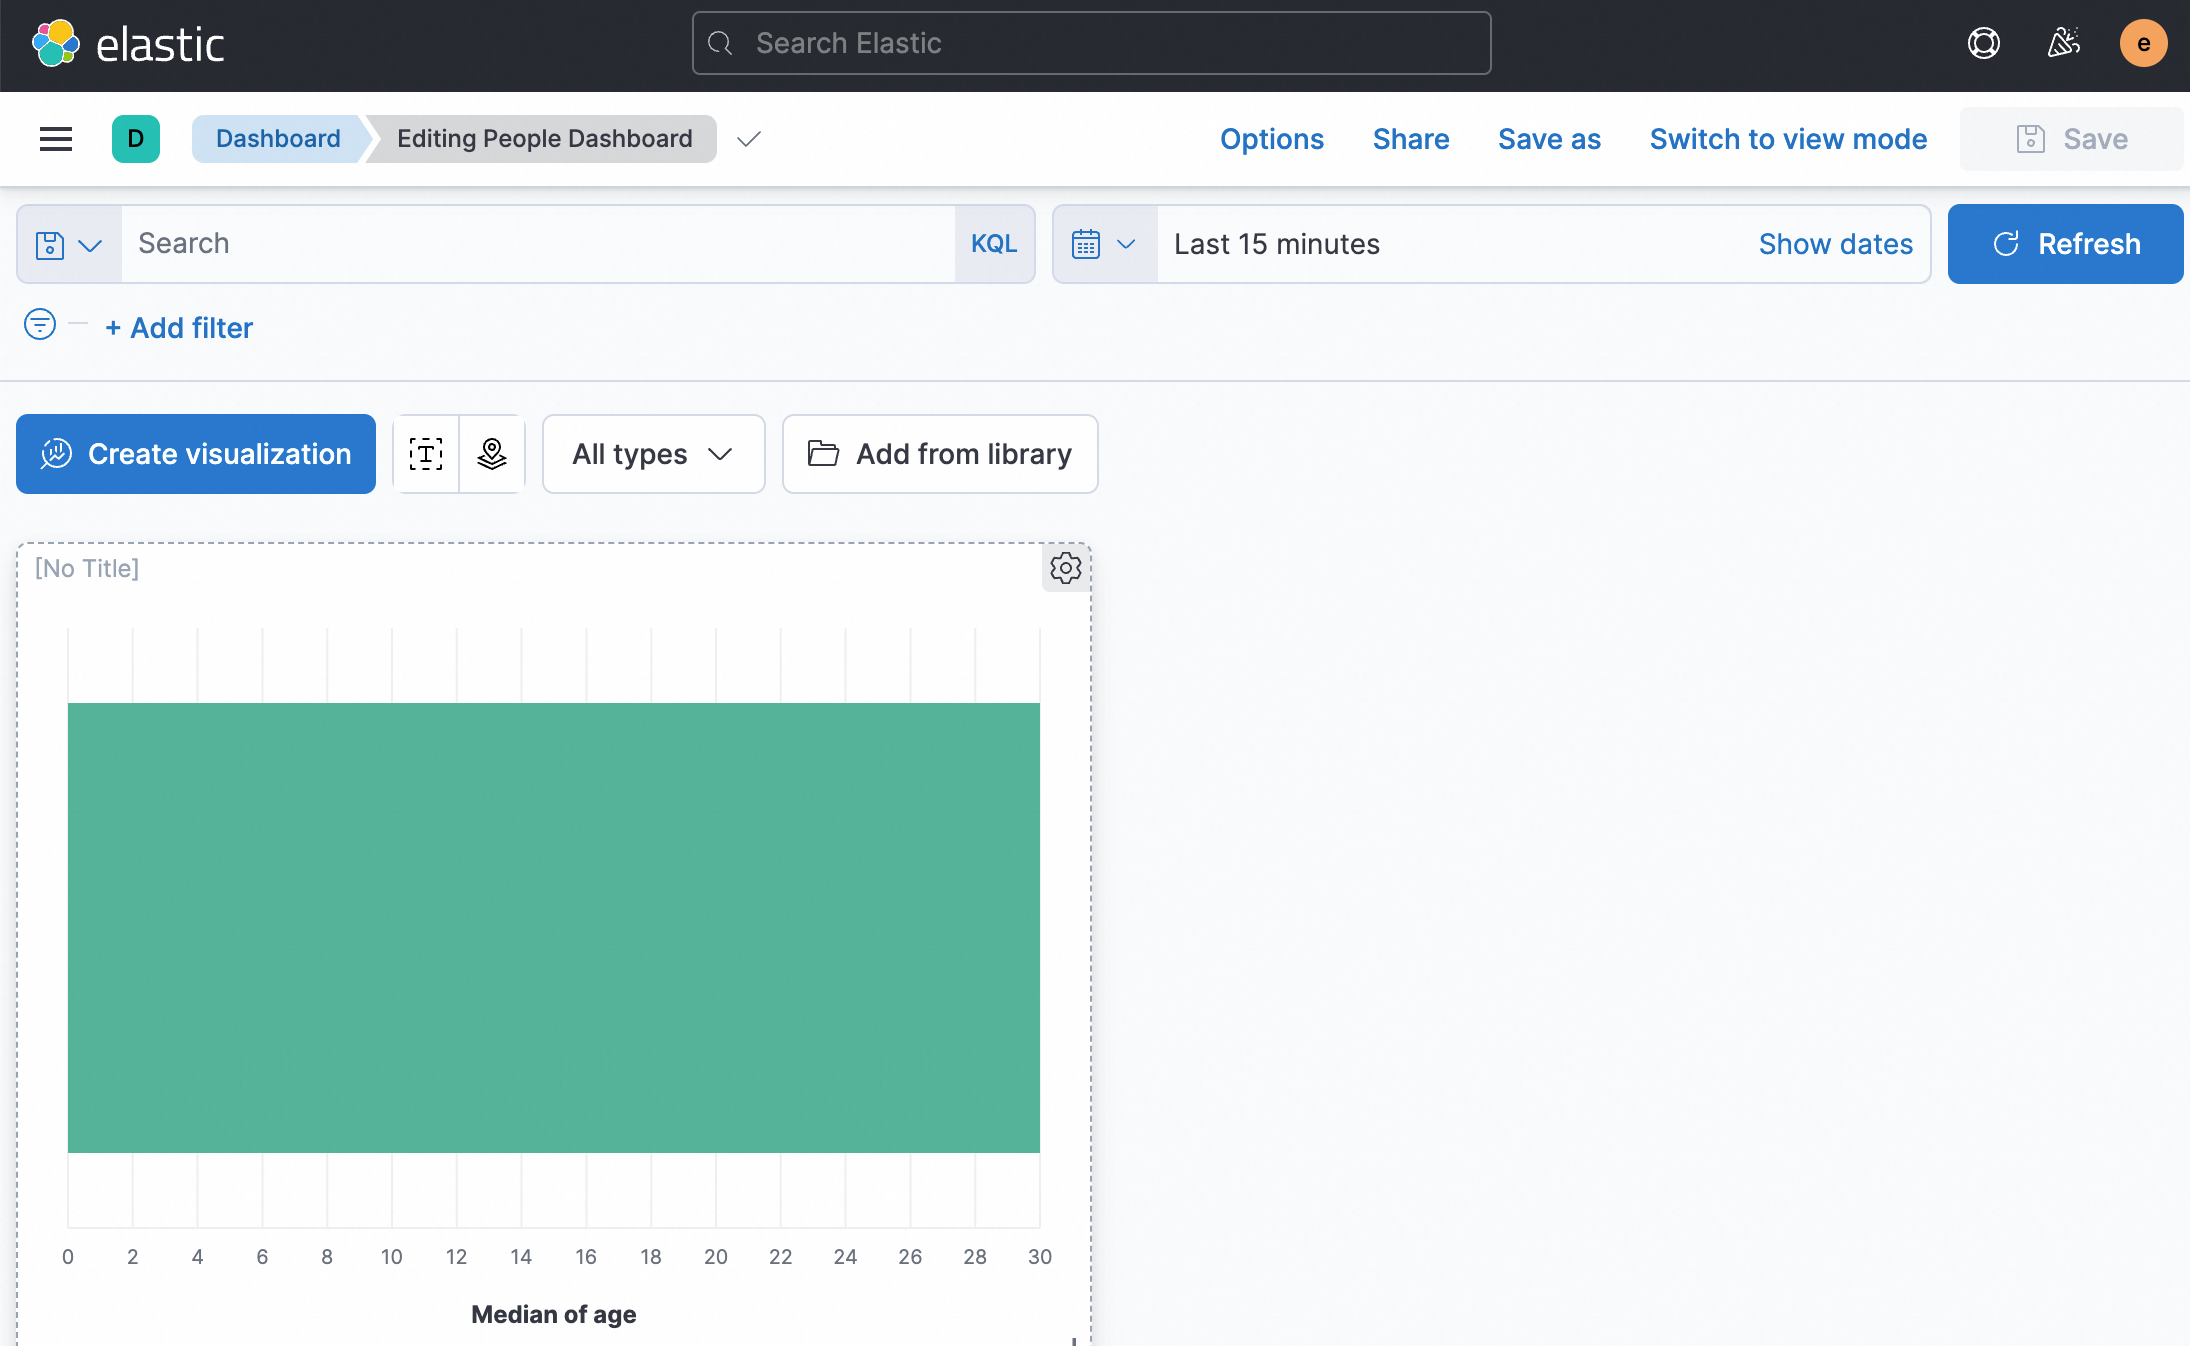 elastic
Search Elastic
e
D
Dashboard
Editing People Dashboard
Options
Share
Save as
Switch to view mode
Save
Search
KQL
Last 15 minutes
Show dates
Refresh
+ Add filter
Create visualization
T
All types
Add from library
[No Title]
0 2 4 6 8 10 12 14 16 18 20 22 24 26 28 30
Median of age